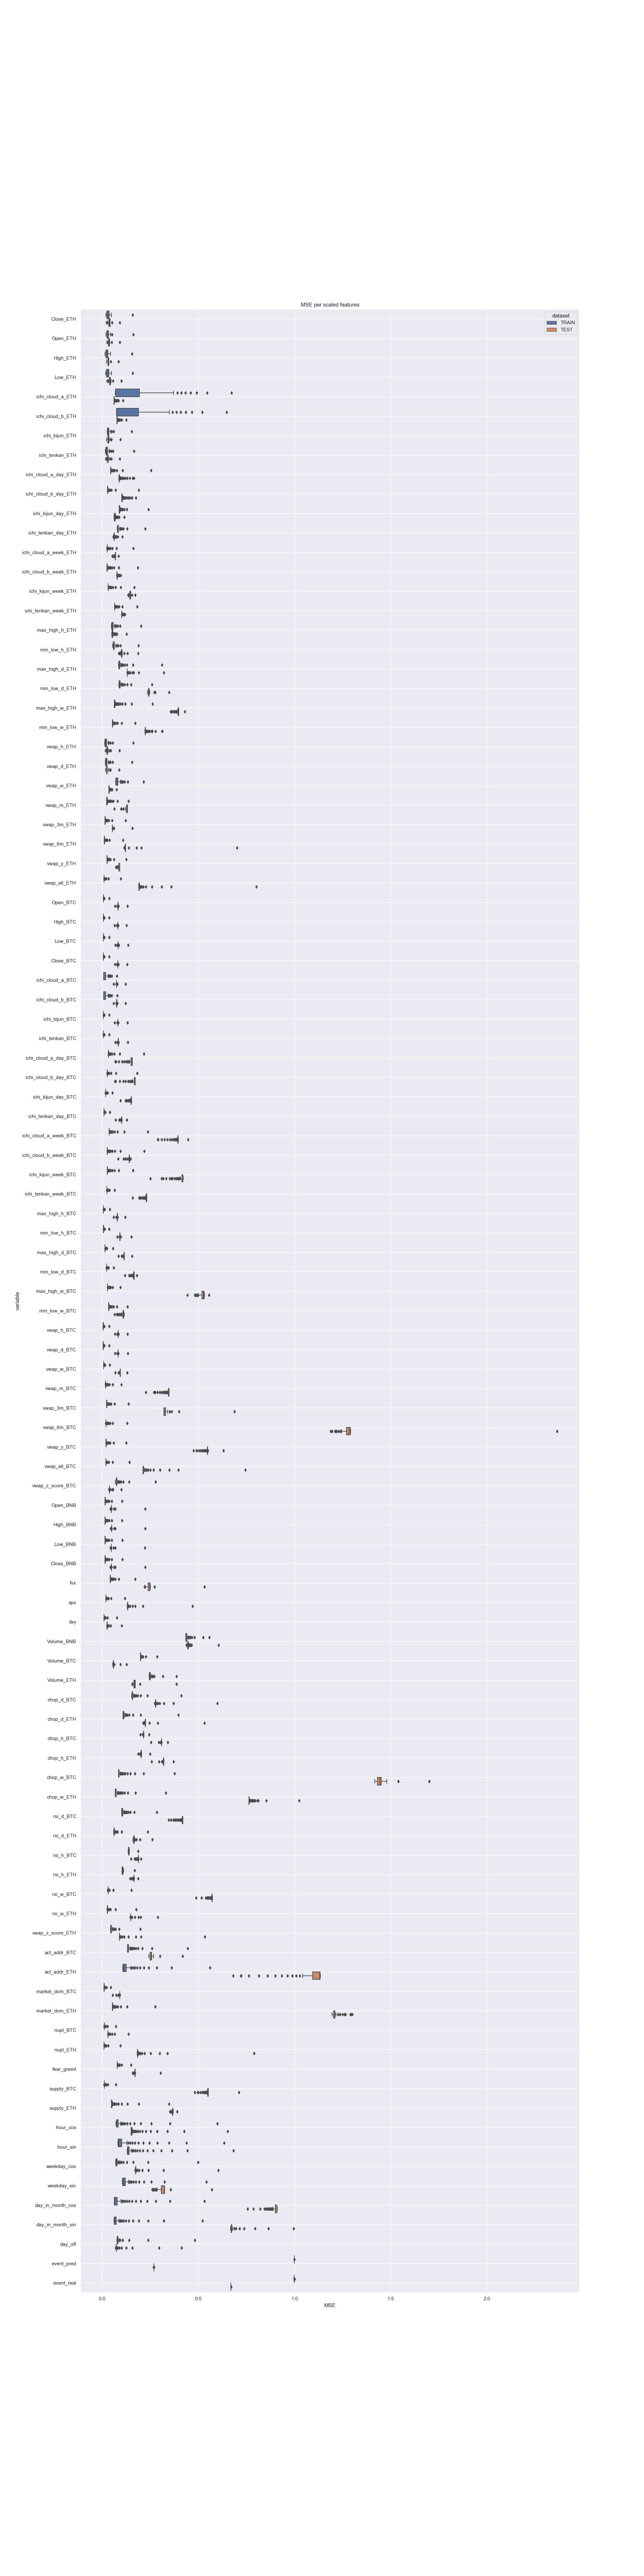 MSE per scaled features
dataset
TRAIN
TEST
Close_ETH
Open_ETH
High_ETH
Low_ETH
ichi_cloud_a_ETH
ichi_cloud_b_ETH
ichi_kijun_ETH
ichi_tenkan_ETH
ichi_cloud_a_day_ETH
ichi_cloud_b_day_ETH
ichi_kijun_day_ETH
ichi_tenkan_day_ETH
ichi_cloud_a_week_ETH
ichi_cloud_b_week_ETH
ichi_kijun_week_ETH
ichi_tenkan_week_ETH
max_high_h_ETH
min_low_h_ETH
max_high_d_ETH
min_low_d_ETH
max_high_w_ETH
min_low_w_ETH
vwap_h_ETH
vwap_d_ETH
vwap_w_ETH
vwap_m_ETH
vwap_3m_ETH
vwap_6m_ETH
vwap_y_ETH
vwap_all_ETH
Open_BTC
High_BTC
Low_BTC
Close_BTC
ichi_cloud_a_BTC
ichi_cloud_b_BTC
ichi_kijun_BTC
ichi_tenkan_BTC
ichi_cloud_a_day_BTC
ichi_cloud_b_day_BTC
ichi_kijun_day_BTC
ichi_tenkan_day_BTC
ichi_cloud_a_week_BTC
ichi_cloud_b_week_BTC
ichi_kijun_week_BTC
ichi_tenkan_week_BTC
max_high_h_BTC
min_low_h_BTC
max_high_d_BTC
min_low_d_BTC
max_high_w_BTC
min_low_w_BTC
vwap_h_BTC
vwap_d_BTC
vwap_w_BTC
vwap_m_BTC
vwap_3m_BTC
vwap_6m_BTC
vwap_y_BTC
vwap_all_BTC
vwap_z_score_BTC
Open_BNB
High_BNB
Low_BNB
Close_BNB
spx
dxy
Volume_BNB
Volume_BTC
Volume_ETH
chop_d_BTC
chop_d_ETH
chop_h_BTC
chop_h_ETH
chop_w_BTC
chop_w_ETH
rsi_d_BTC
rsi_d_ETH
rsi_h_BTC
rsi_h_ETH
rsi_w_BTC
rsi_w_ETH
vwap_z_score_ETH
act_addr_BTC
act_addr_ETH
market_dom_BTC
market_dom_ETH
nupl_BTC
nupl_ETH
fear_greed
supply_BTC
supply_ETH
hour_cos
hour_sin
weekday_cos
weekday_sin
day_in_month_cos
day_in_month_sin
day_off
event_pred
event_real
variable
0.0
0.5
1.0
1.5
2.0
MSE